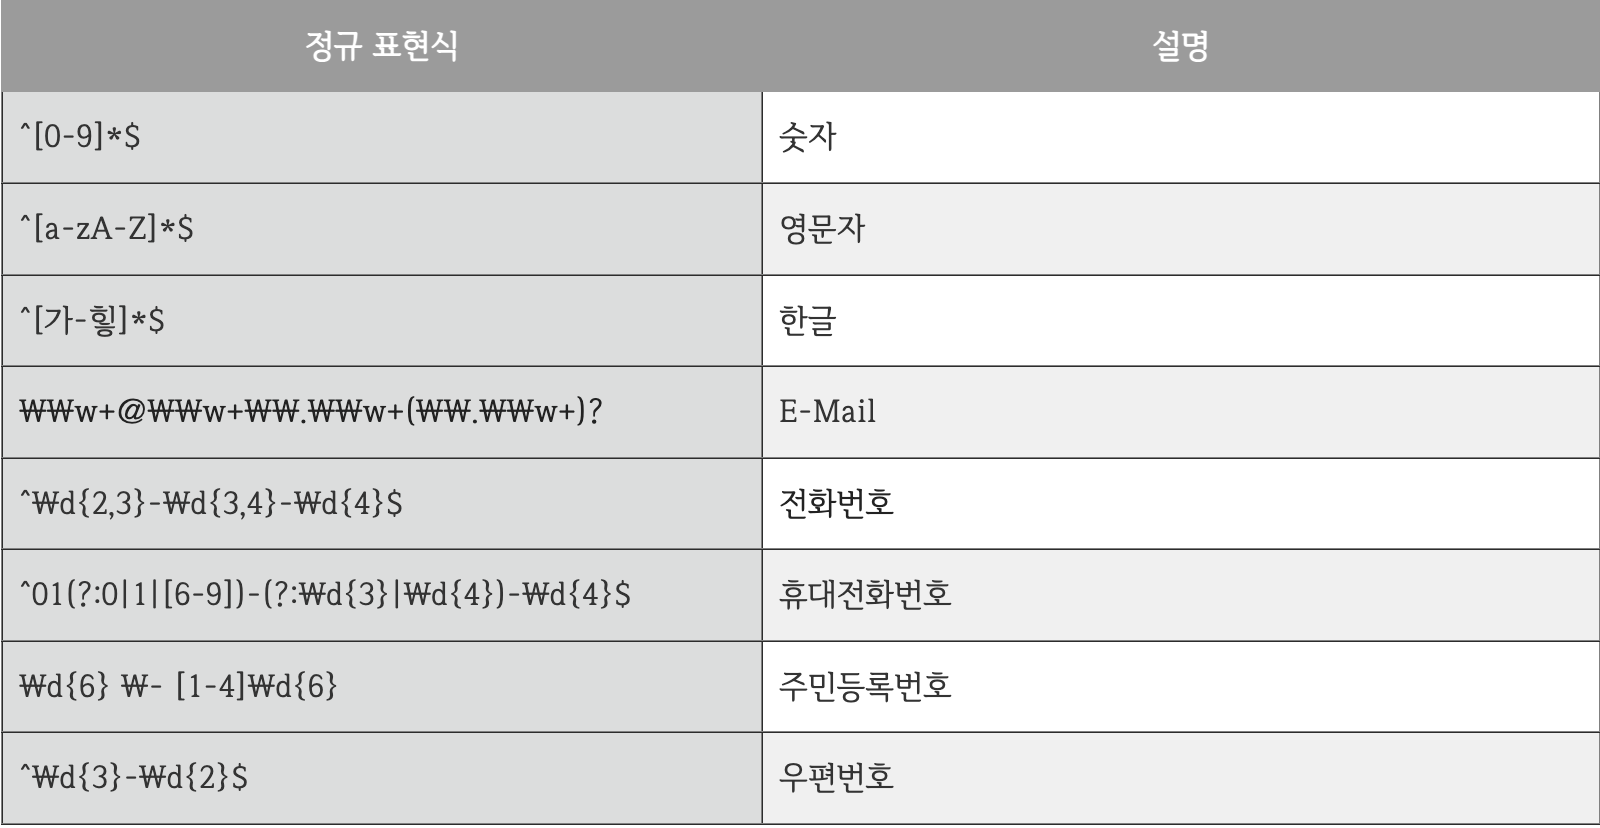 정규 표현식 설명
^[0-9]*$ 숫자
^[a-zA-Z]*$ 영문자
^[가-힣]*$ 한글
₩₩w+@₩₩w+₩₩.₩₩w+(₩₩.₩₩w+)? E-Mail
^₩d{2,3}-₩d{3,4}-₩d{4}$ 전화번호
^01(?:0|1|[6-9])-(?:₩d{3}|₩d{4})-₩d{4}$ 휴대전화번호
₩d{6} ₩- [1-4]₩d{6} 주민등록번호
^₩d{3}-₩d{2}$ 우편번호